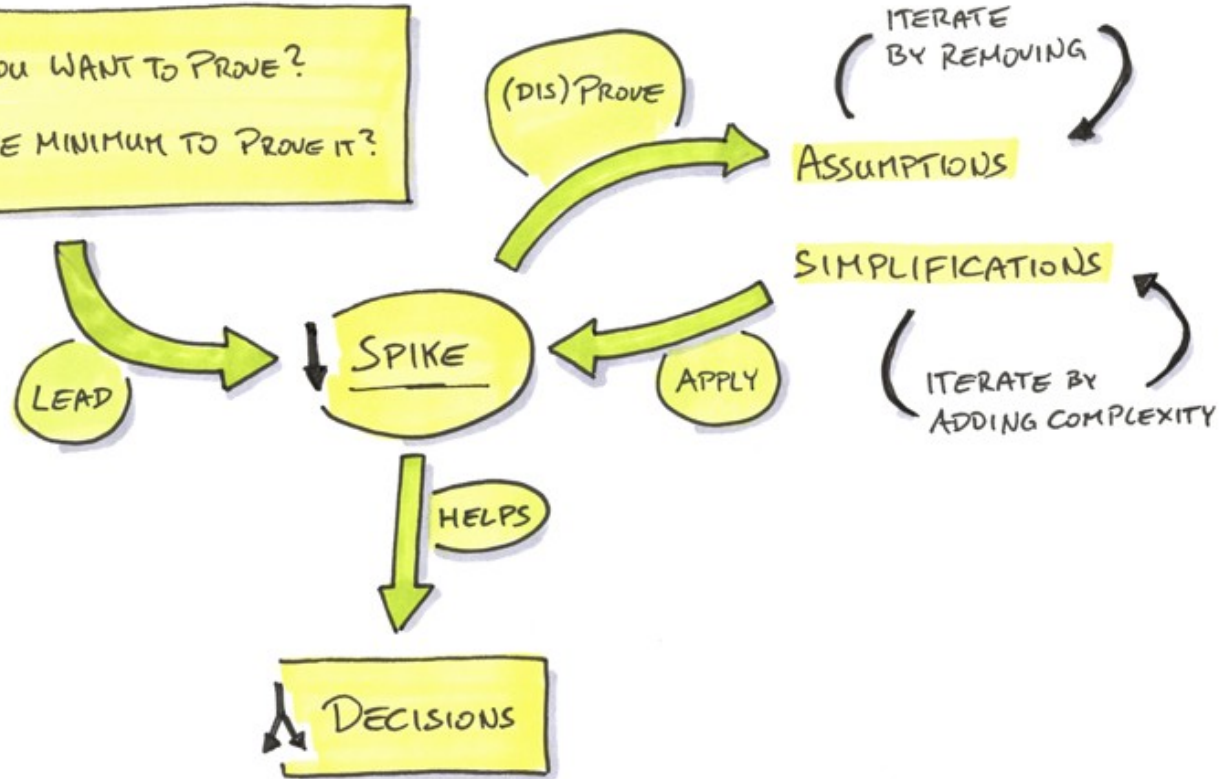 OU WANT TO PROVE?
E MINIMUM TO PROVE IT?
(DIS) PROVE
ITERATE
BY REMOVING
ASSUMPTIONS
SIMPLIFICATIONS
LEAD
SPIKE
APPLY
ITERATE BY
ADDING COMPLEXITY
HELPS
DECISIONS